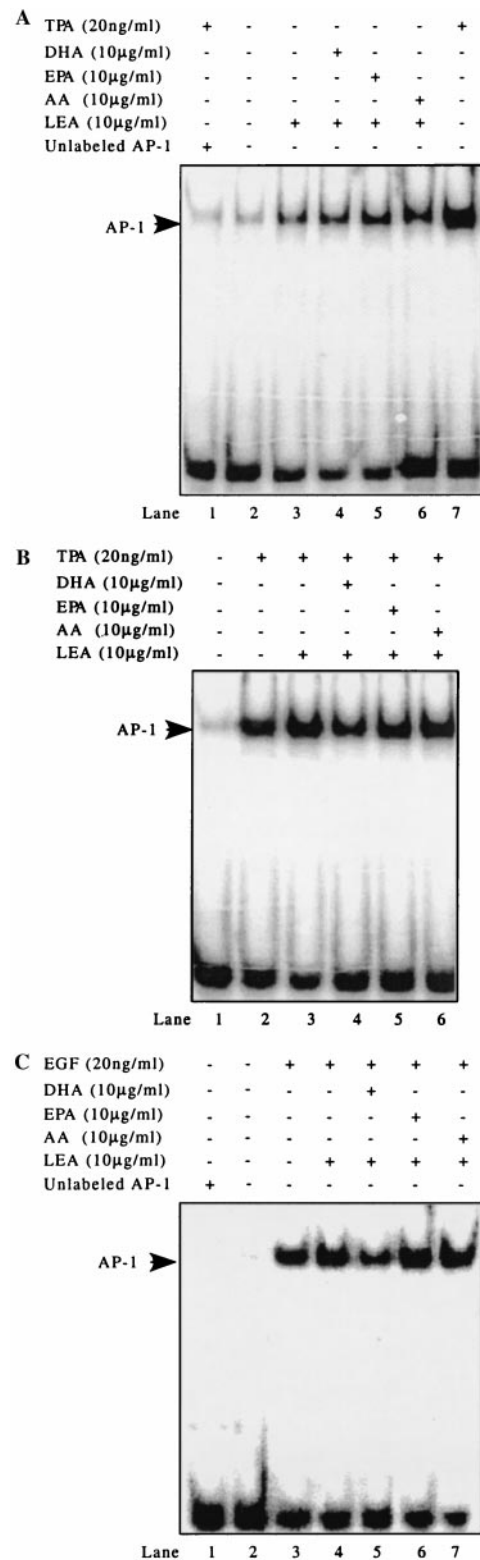 A TPA (20ng/ml) + - - - - - +
DHA (10µg/ml) - - - + - - -
EPA (10µg/ml) - - - - + - -
AA (10µg/ml) - - - - - + -
LEA (10µg/ml) - - + + + + -
Unlabeled AP-1 + - - - - - -
AP-1
Lane 1 2 3 4 5 6 7
B TPA (20ng/ml) - + + + + +
DHA (10µg/ml) - - - + - -
EPA (10µg/ml) - - - - + -
AA (10µg/ml) - - - - - +
LEA (10µg/ml) - - + + + +
AP-1
Lane 1 2 3 4 5 6
C EGF (20ng/ml) - - + + + + +
DHA (10µg/ml) - - - - + - -
EPA (10µg/ml) - - - - - + -
AA (10µg/ml) - - - - - - +
LEA (10µg/ml) - - - + + + +
Unlabeled AP-1 + - - - - - -
AP-1
Lane 1 2 3 4 5 6 7